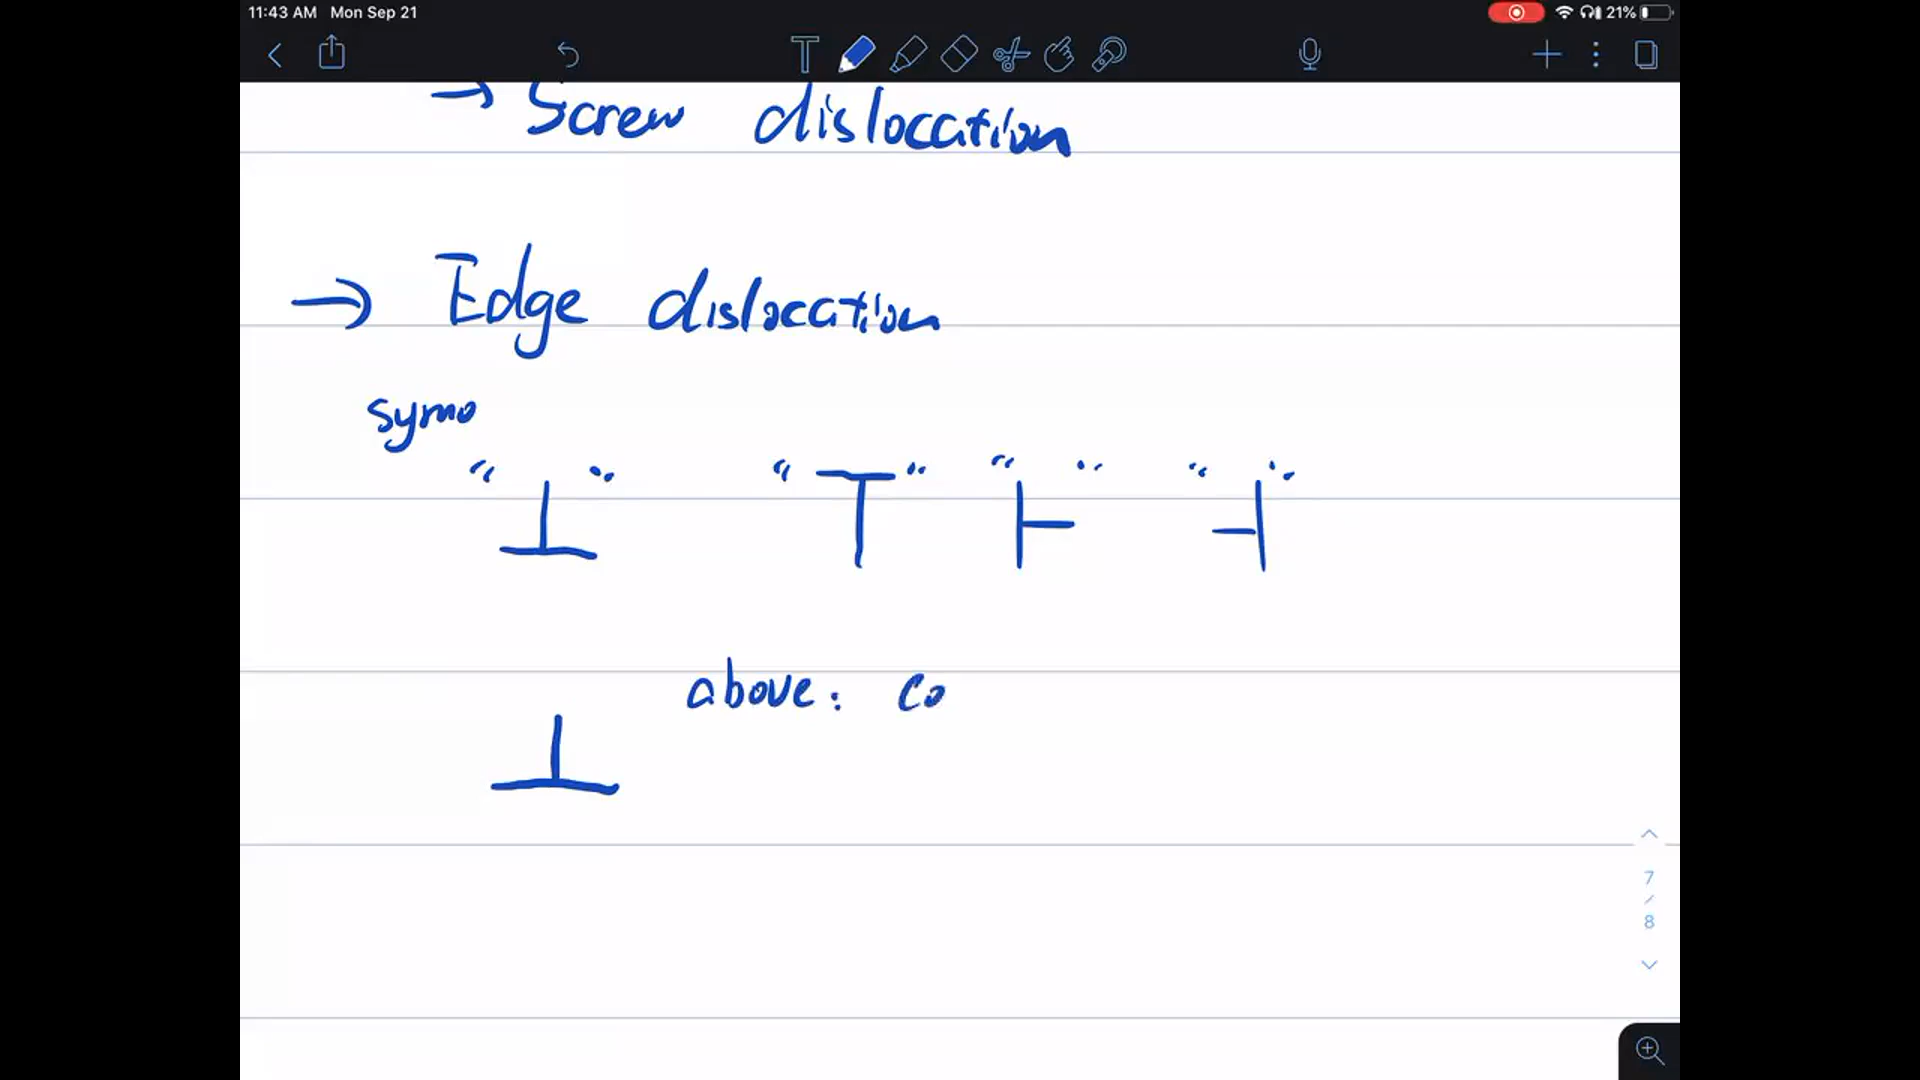 11:43 AM Mon Sep 21
21%
T
→ Screw dislocation
→ Edge dislocation
symo
"⊥" "T" "⊢" "⊣"
above: co
⊥
7
/
8